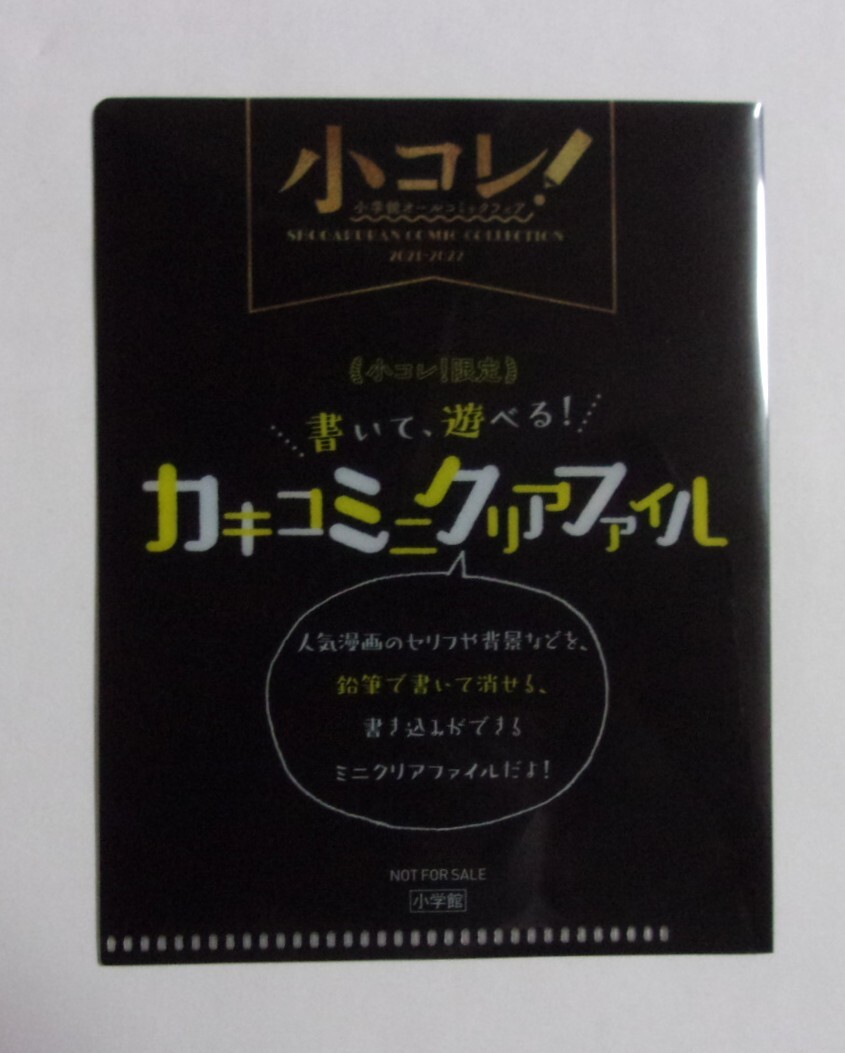 小コレ!
小学館オールコミックフェア
SHOGAKUKAN COMIC COLLECTION
2021-2022
小コレ!限定
書いて、遊べる!
カキコミニクリアファイル
人気漫画のセリフや背景などを、
鉛筆で書いて消せる、
書き込みができる
ミニクリアファイルだよ!
NOT FOR SALE
小学館